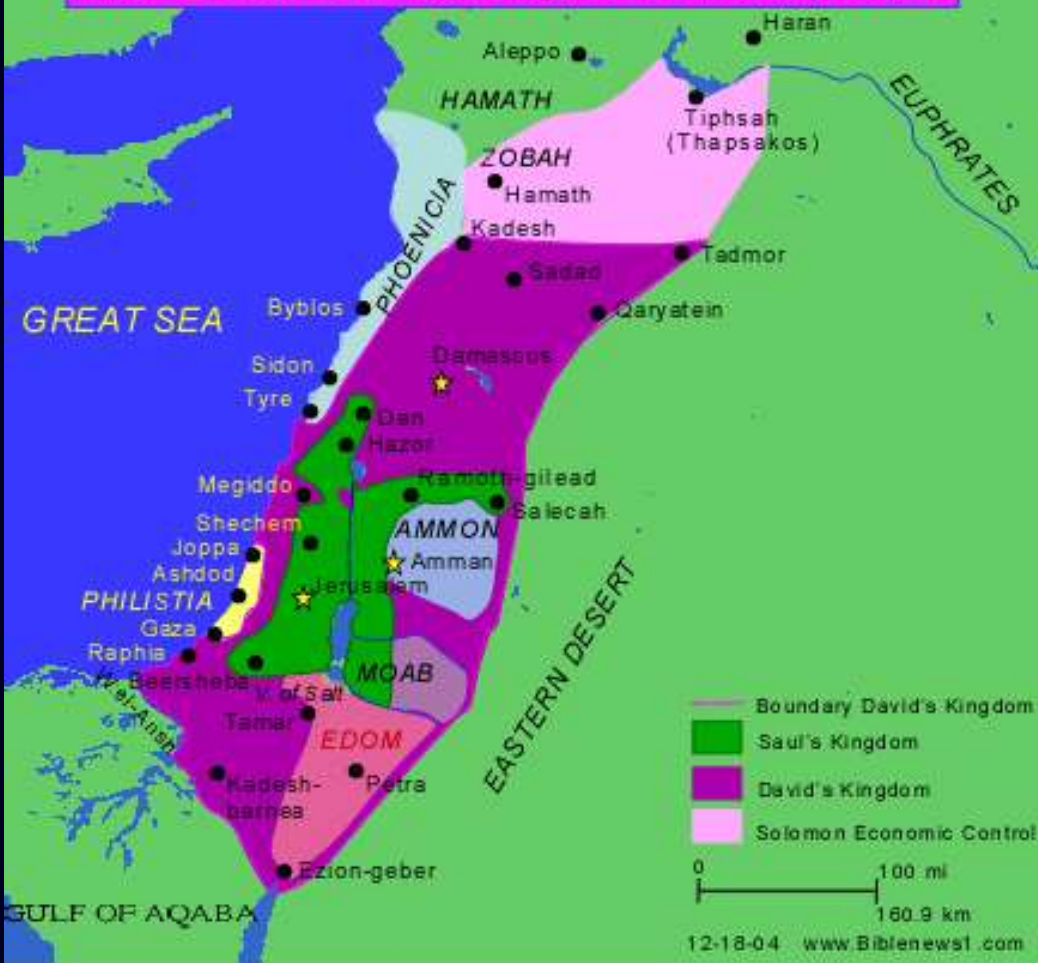 Haran
Aleppo
HAMATH
EUPHRATES
Tiphsah
(Thapsakos)
ZOBAH
Hamath
PHOENICIA
Kadesh
Sadad
Tadmor
Byblos
Qaryatein
GREAT SEA
Damascus
Sidon
Tyre
Dan
Hazor
Megiddo
Ramoth-gilead
Salecah
Shechem
AMMON
Joppa
Amman
Ashdod
Jerusalem
PHILISTIA
Gaza
EASTERN DESERT
Raphia
Beersheba
MOAB
V. of Salt
Tamar
EDOM
Kadesh-
barnea
Petra
Ezion-geber
GULF OF AQABA
Boundary David's Kingdom
Saul's Kingdom
David's Kingdom
Solomon Economic Control
0
100 mi
160.9 km
12-18-04 www.Biblenews1.com